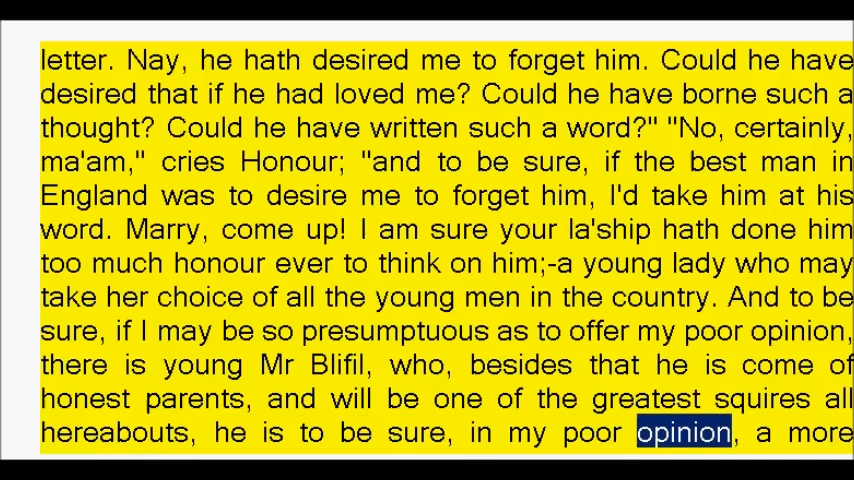 letter. Nay, he hath desired me to forget him. Could he have
desired that if he had loved me? Could he have borne such a
thought? Could he have written such a word?" "No, certainly,
ma'am," cries Honour; "and to be sure, if the best man in
England was to desire me to forget him, I'd take him at his
word. Marry, come up! I am sure your la'ship hath done him
too much honour ever to think on him;-a young lady who may
take her choice of all the young men in the country. And to be
sure, if I may be so presumptuous as to offer my poor opinion,
there is young Mr Blifil, who, besides that he is come of
honest parents, and will be one of the greatest squires all
hereabouts, he is to be sure, in my poor opinion, a more